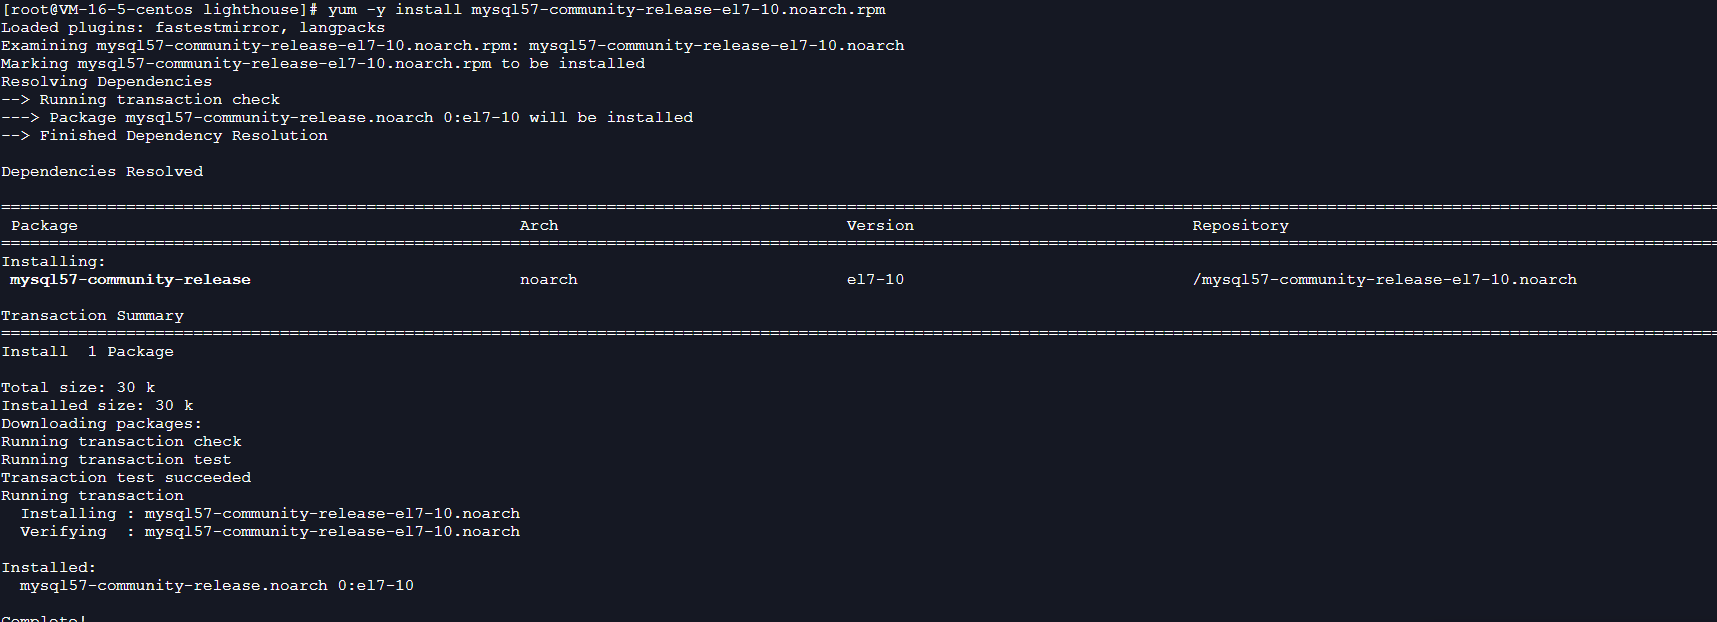 [root@VM-16-5-centos lighthouse]# yum -y install mysql57-community-release-el7-10.noarch.rpm
Loaded plugins: fastestmirror, langpacks
Examining mysql57-community-release-el7-10.noarch.rpm: mysql57-community-release-el7-10.noarch
Marking mysql57-community-release-el7-10.noarch.rpm to be installed
Resolving Dependencies
--> Running transaction check
---> Package mysql57-community-release.noarch 0:el7-10 will be installed
--> Finished Dependency Resolution
Dependencies Resolved
Package Arch Version Repository
Installing:
mysql57-community-release noarch el7-10 /mysql57-community-release-el7-10.noarch
Transaction Summary
Install 1 Package
Total size: 30 k
Installed size: 30 k
Downloading packages:
Running transaction check
Running transaction test
Transaction test succeeded
Running transaction
Installing : mysql57-community-release-el7-10.noarch
Verifying : mysql57-community-release-el7-10.noarch
Installed:
mysql57-community-release.noarch 0:el7-10
Complete!